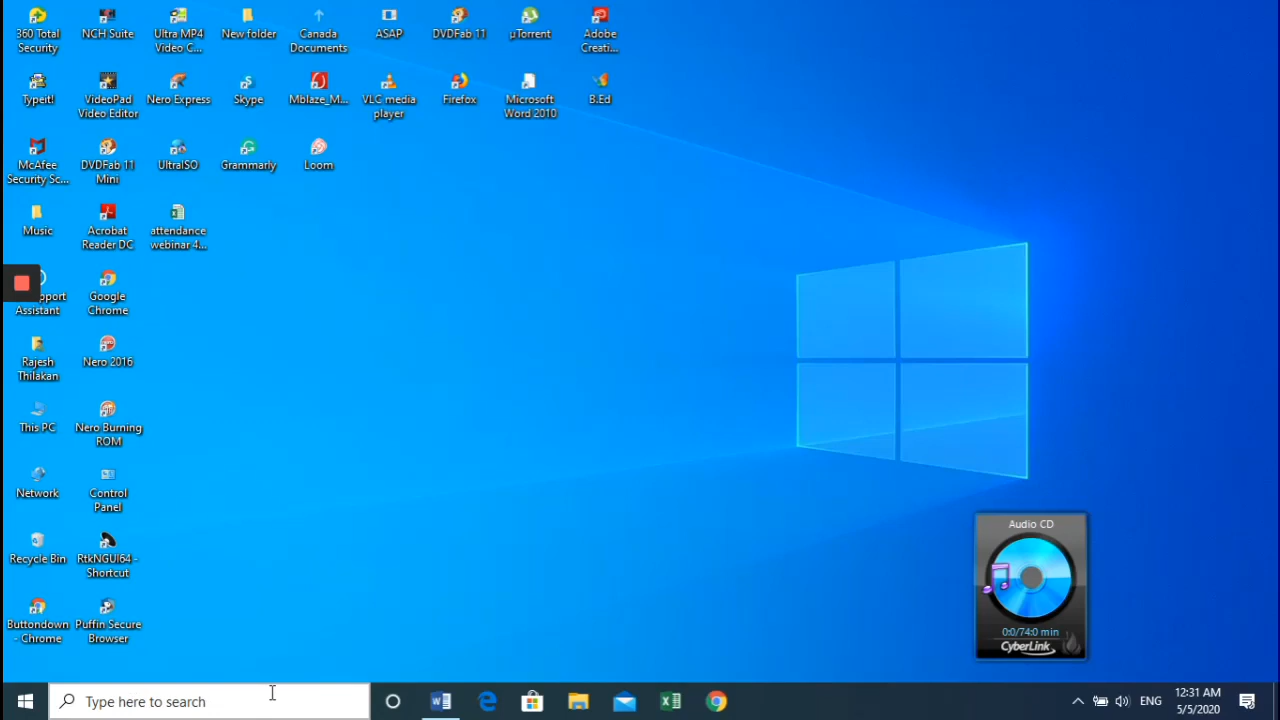 360 Total
Security
NCH Suite
Ultra MP4
Video C...
New folder
Canada
Documents
ASAP
DVDFab 11
µTorrent
Adobe
Creati...
Typeit!
VideoPad
Video Editor
Nero Express
Skype
Mblaze_M...
VLC media
player
Firefox
Microsoft
Word 2010
B.Ed
McAfee
Security Sc...
DVDFab 11
Mini
UltraISO
Grammarly
Loom
Music
Acrobat
Reader DC
attendance
webinar 4...
pport
Assistant
Google
Chrome
Rajesh
Thilakan
Nero 2016
This PC
Nero Burning
ROM
Network
Control
Panel
Recycle Bin
RtkNGUI64 -
Shortcut
Buttondown
- Chrome
Puffin Secure
Browser
Audio CD
0:0/74:0 min
CyberLink
Type here to search
ENG
12:31 AM
5/5/2020